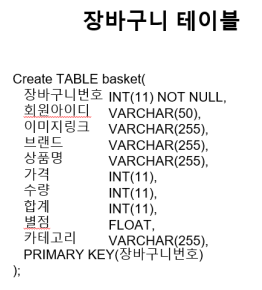 장바구니 테이블
Create TABLE basket(
장바구니번호 INT(11) NOT NULL,
회원아이디 VARCHAR(50),
이미지링크 VARCHAR(255),
브랜드 VARCHAR(255),
상품명 VARCHAR(255),
가격 INT(11),
수량 INT(11),
합계 INT(11),
별점 FLOAT,
카테고리 VARCHAR(255),
PRIMARY KEY(장바구니번호)
);